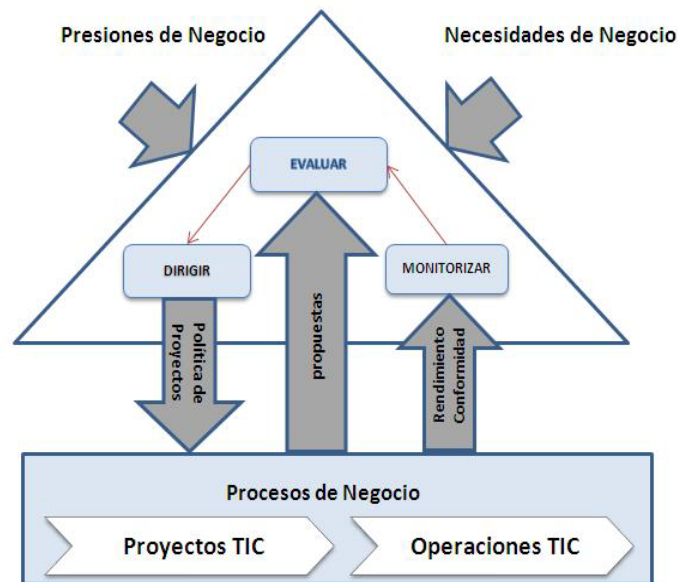 Presiones de Negocio
Necesidades de Negocio
EVALUAR
DIRIGIR
MONITORIZAR
Política de
Proyectos
propuestas
Rendimiento
Conformidad
Procesos de Negocio
Proyectos TIC
Operaciones TIC